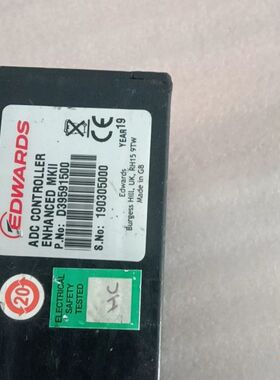 EDWARDS
ADC CONTROLLER
ENHANCED MKII
P.No: D39591500
S.No: 190305000
YEAR19
Edwards
Burgess Hill, UK, RH15 9TW
Made in GB
20
ELECTRICAL
SAFETY
TESTED
HC